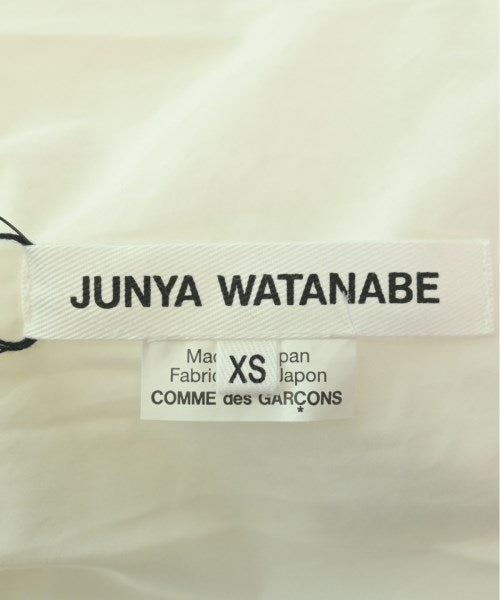 JUNYA WATANABE
Mac pan
XS
Fabric Japon
COMME des GARÇONS
*